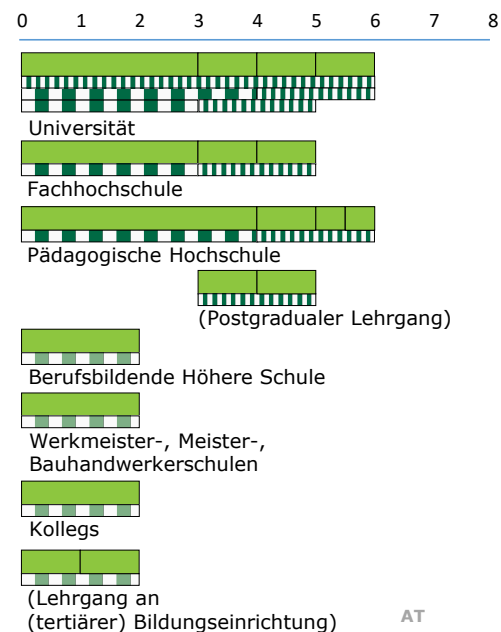 0 1 2 3 4 5 6 7 8
Universität
Fachhochschule
Pädagogische Hochschule
(Postgradualer Lehrgang)
Berufsbildende Höhere Schule
Werkmeister-, Meister-,
Bauhandwerkerschulen
Kollegs
(Lehrgang an
(tertiärer) Bildungseinrichtung)
AT